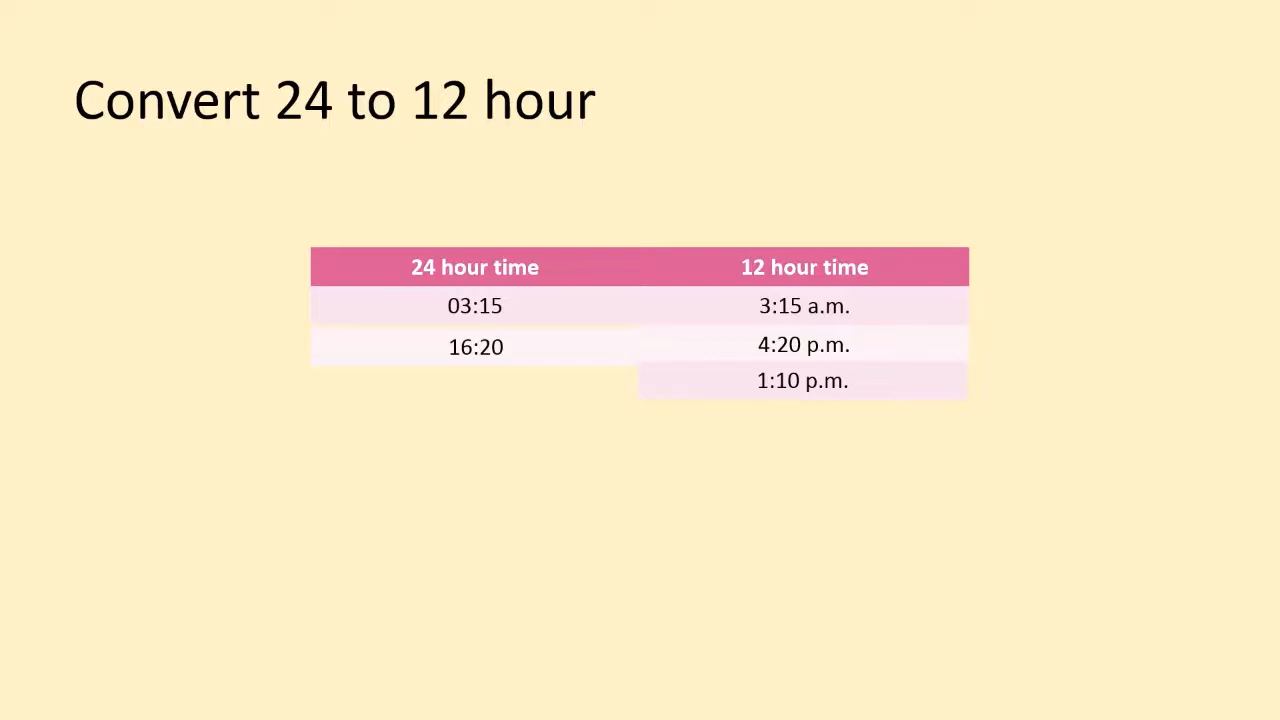 Convert 24 to 12 hour
24 hour time 12 hour time
03:15 3:15 a.m.
16:20 4:20 p.m.
1:10 p.m.